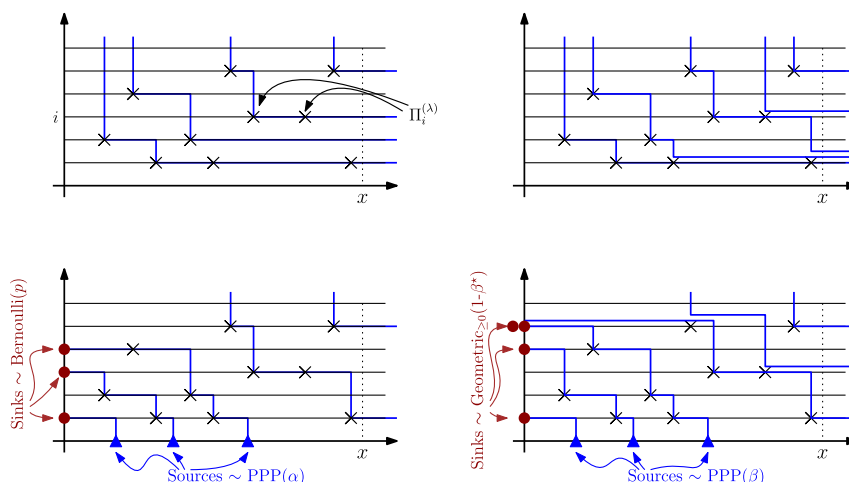 i
Π_i^(λ)
x
x
Sinks ∼ Bernoulli(p)
Sources ∼ PPP(α)
x
Sinks ∼ Geometric≥0(1-β*)
Sources ∼ PPP(β)
x